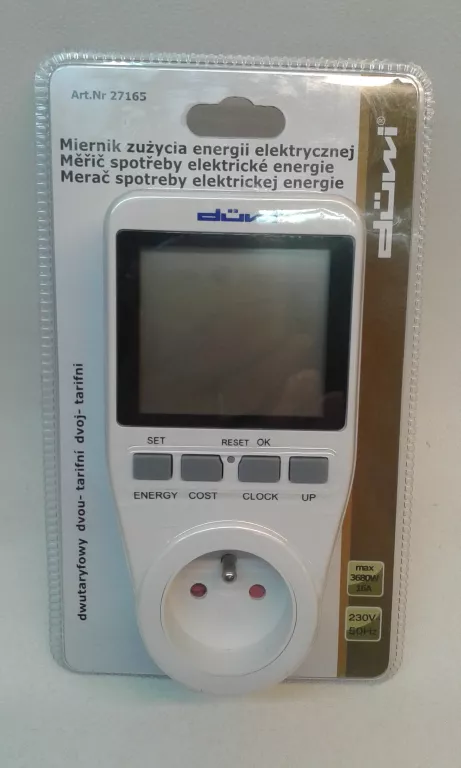 Art.Nr 27165
Miernik zużycia energii elektrycznej
Měřič spotřeby elektrické energie
Merač spotreby elektrickej energie
düwi®
düwi
SET
RESET OK
ENERGY COST CLOCK UP
dwutaryfowy dvou- tarifní dvoj- tarifni
max
3680W/
16A
230V/
50Hz